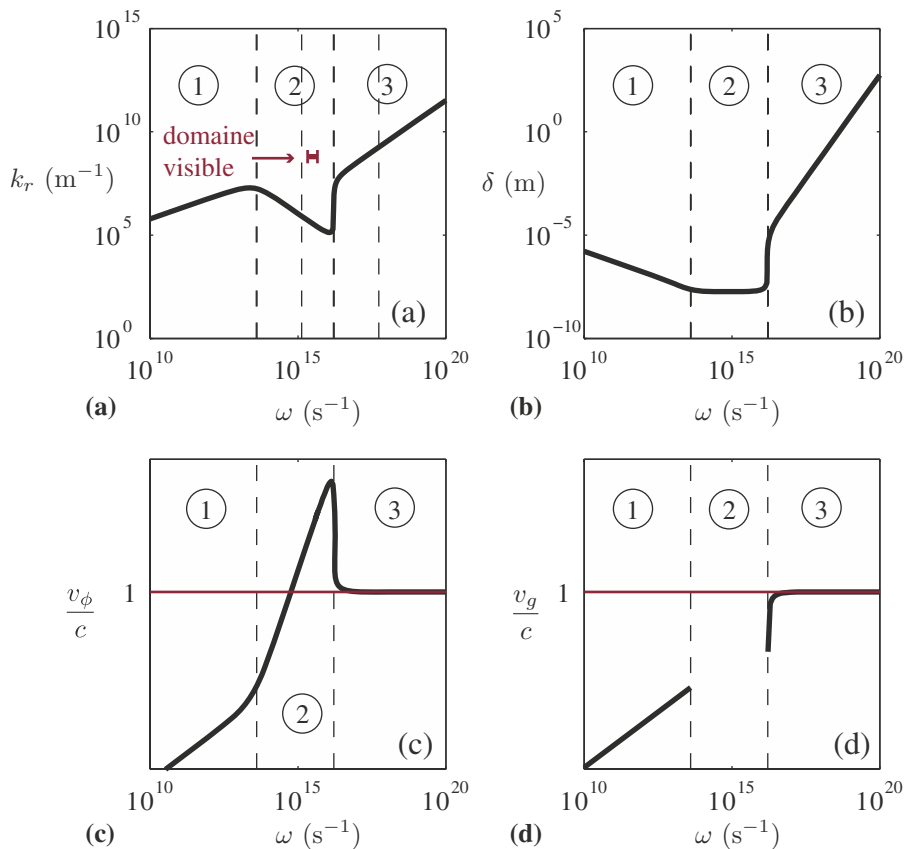 10^15
10^10
10^5
10^0
k_r (m^−1)
1
2
3
domaine
visible
(a)
10^10
10^15
10^20
(a)
ω (s^−1)
10^5
10^0
10^−5
10^−10
δ (m)
1
2
3
(b)
10^10
10^15
10^20
(b)
ω (s^−1)
v_ϕ
c
1
1
3
2
(c)
10^10
10^15
10^20
(c)
ω (s^−1)
v_g
c
1
1
2
3
(d)
10^10
10^15
10^20
(d)
ω (s^−1)